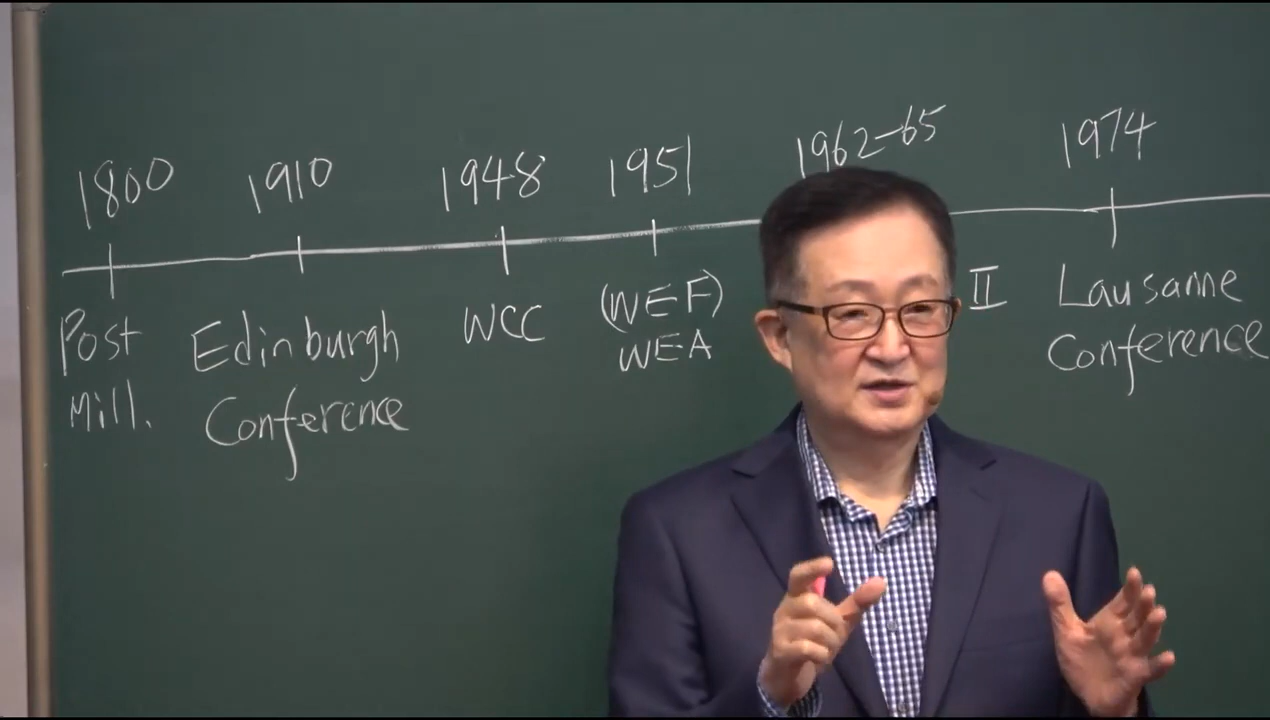 1800 1910 1948 1951 1962-65 1974
Post Mill.
Edinburgh Conference
WCC
(WEF) WEA
II
Lausanne Conference